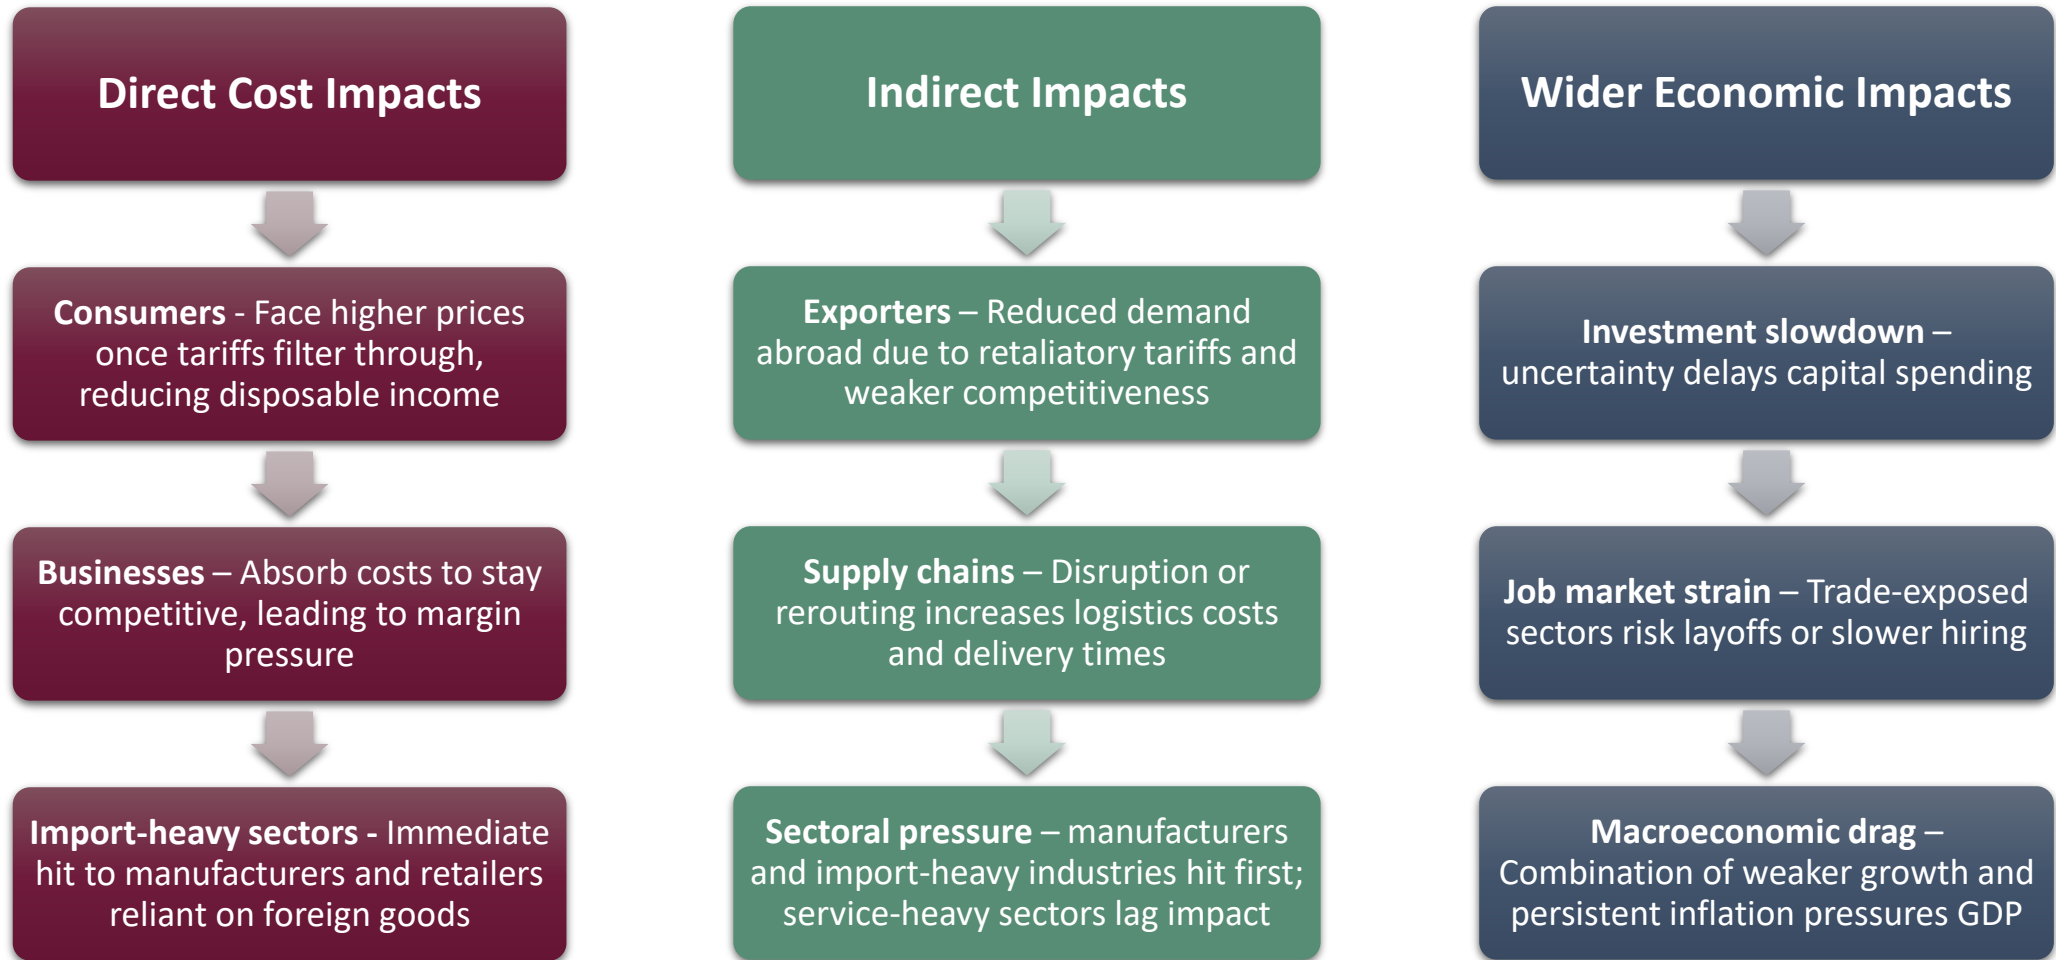 Direct Cost Impacts
Consumers - Face higher prices
once tariffs filter through,
reducing disposable income
Businesses – Absorb costs to stay
competitive, leading to margin
pressure
Import-heavy sectors - Immediate
hit to manufacturers and retailers
reliant on foreign goods
Indirect Impacts
Exporters – Reduced demand
abroad due to retaliatory tariffs and
weaker competitiveness
Supply chains – Disruption or
rerouting increases logistics costs
and delivery times
Sectoral pressure – manufacturers
and import-heavy industries hit first;
service-heavy sectors lag impact
Wider Economic Impacts
Investment slowdown –
uncertainty delays capital spending
Job market strain – Trade-exposed
sectors risk layoffs or slower hiring
Macroeconomic drag –
Combination of weaker growth and
persistent inflation pressures GDP